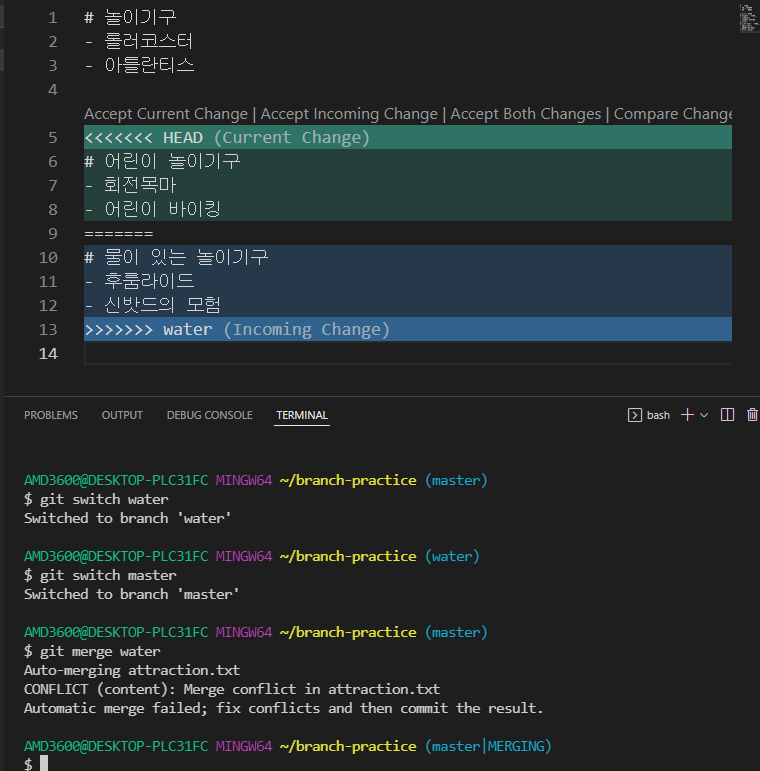 1 # 놀이기구
2 - 롤러코스터
3 - 아틀란티스
4
Accept Current Change | Accept Incoming Change | Accept Both Changes | Compare Change
5 <<<<<<< HEAD (Current Change)
6 # 어린이 놀이기구
7 - 회전목마
8 - 어린이 바이킹
9 =======
10 # 물이 있는 놀이기구
11 - 후룸라이드
12 - 신밧드의 모험
13 >>>>>>> water (Incoming Change)
14
PROBLEMS OUTPUT DEBUG CONSOLE TERMINAL bash
AMD3600@DESKTOP-PLC31FC MINGW64 ~/branch-practice (master)
$ git switch water
Switched to branch 'water'
AMD3600@DESKTOP-PLC31FC MINGW64 ~/branch-practice (water)
$ git switch master
Switched to branch 'master'
AMD3600@DESKTOP-PLC31FC MINGW64 ~/branch-practice (master)
$ git merge water
Auto-merging attraction.txt
CONFLICT (content): Merge conflict in attraction.txt
Automatic merge failed; fix conflicts and then commit the result.
AMD3600@DESKTOP-PLC31FC MINGW64 ~/branch-practice (master|MERGING)
$